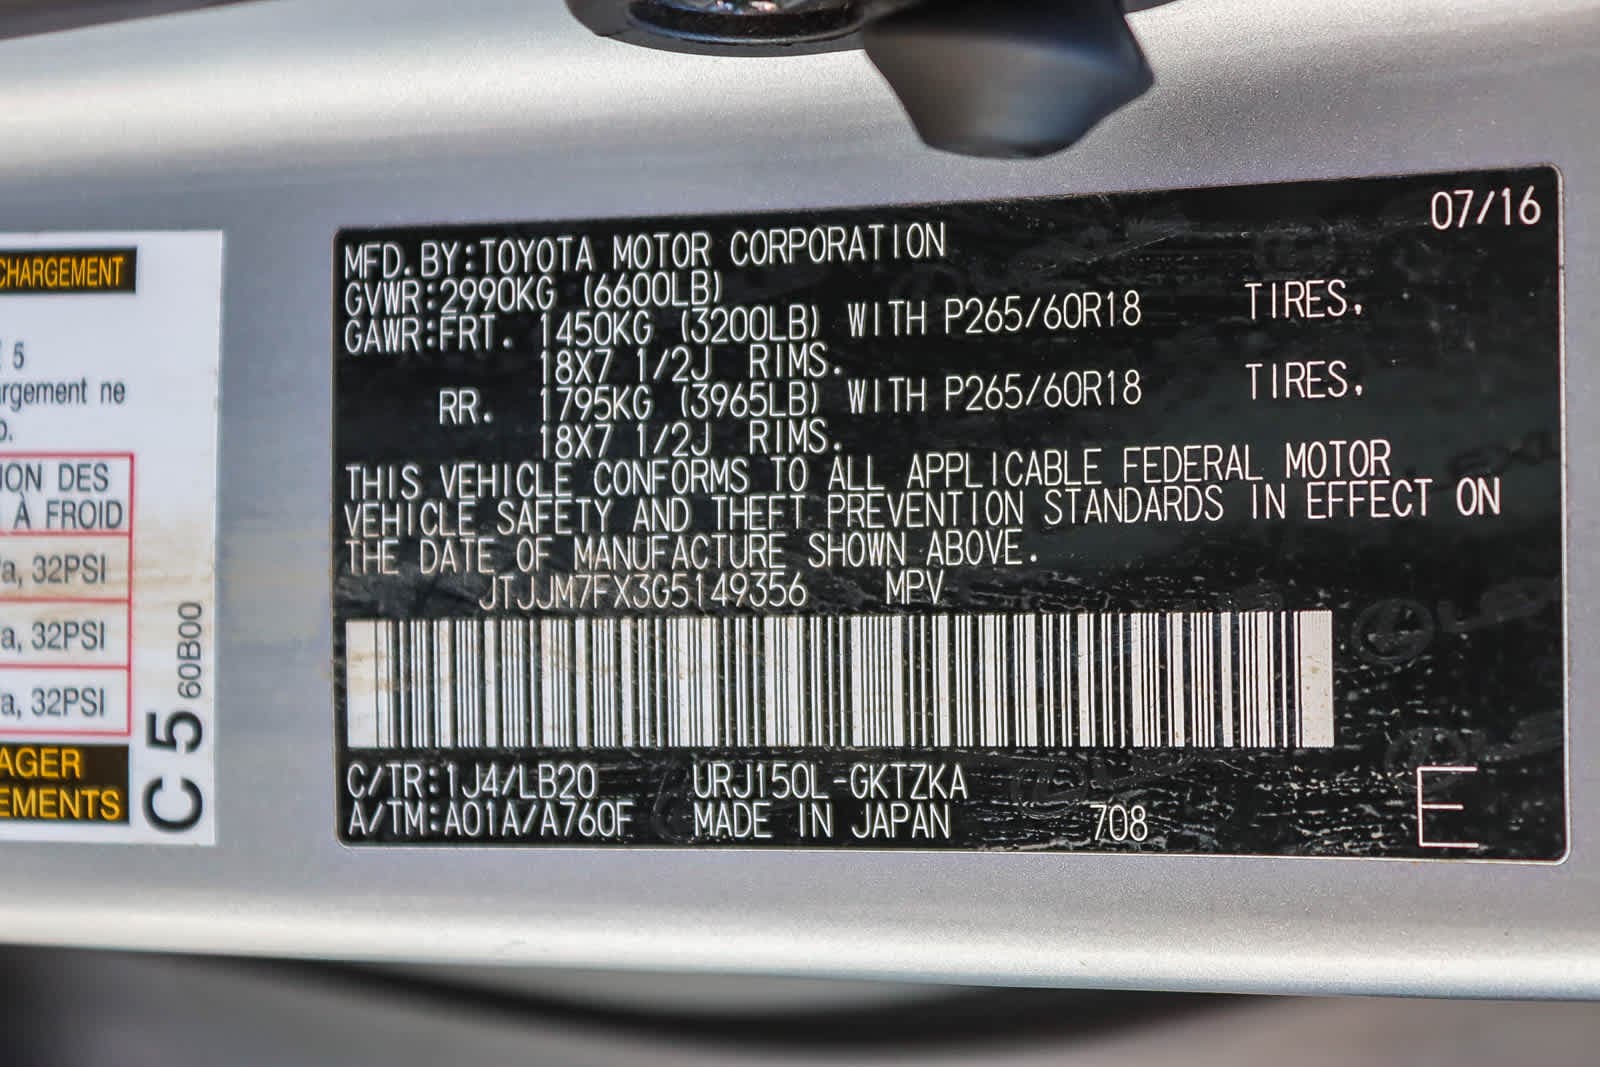 CHARGEMENT
5
rgement ne
ION DES
À FROID
a, 32PSI
a, 32PSI
a, 32PSI
AGER
EMENTS
C5 60B00
07/16
MFD.BY:TOYOTA MOTOR CORPORATION
GVWR:2990KG (6600LB)
GAWR:FRT. 1450KG (3200LB) WITH P265/60R18 TIRES,
18X7 1/2J RIMS.
RR. 1795KG (3965LB) WITH P265/60R18 TIRES,
18X7 1/2J RIMS.
THIS VEHICLE CONFORMS TO ALL APPLICABLE FEDERAL MOTOR
VEHICLE SAFETY AND THEFT PREVENTION STANDARDS IN EFFECT ON
THE DATE OF MANUFACTURE SHOWN ABOVE.
JTJJM7FX3G5149356 MPV
C/TR:1J4/LB20 URJ150L-GKTZKA
A/TM:A01A/A760F MADE IN JAPAN 708 E